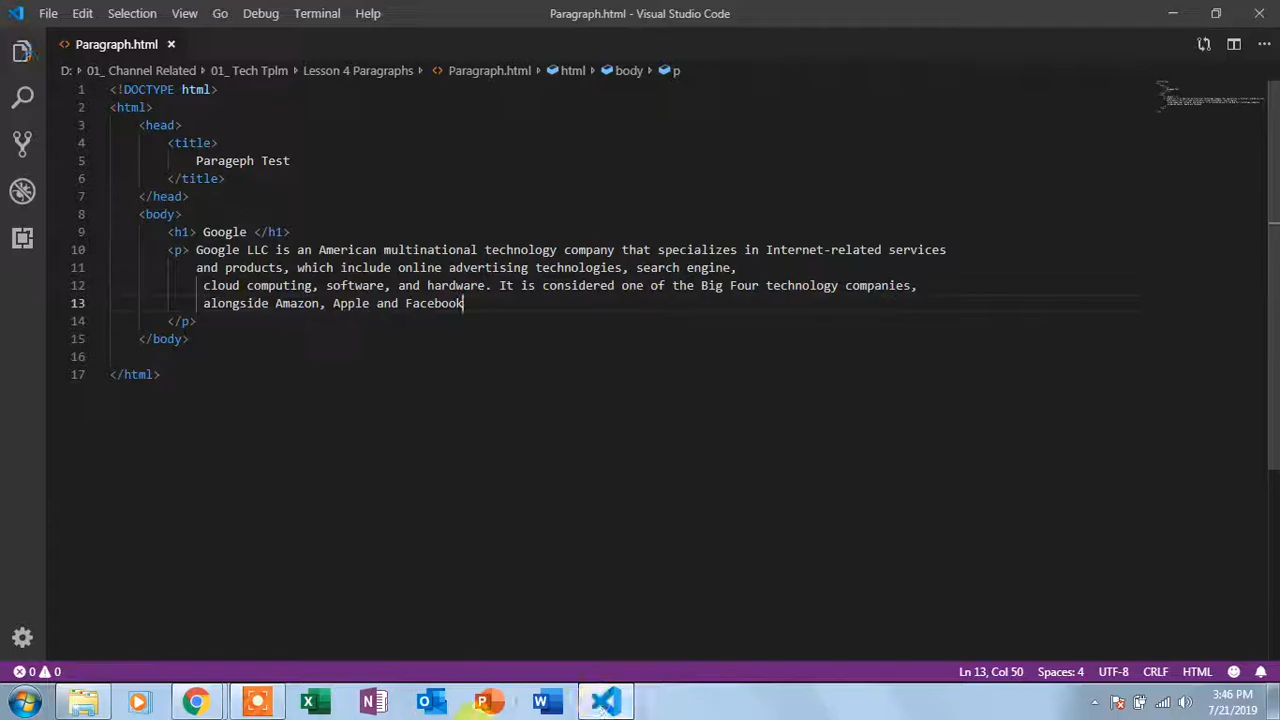 File Edit Selection View Go Debug Terminal Help Paragraph.html - Visual Studio Code
Paragraph.html
D: › 01_ Channel Related › 01_ Tech Tplm › Lesson 4 Paragraphs › Paragraph.html › html › body › p
1 <!DOCTYPE html>
2 <html>
3 <head>
4 <title>
5 Parageph Test
6 </title>
7 </head>
8 <body>
9 <h1> Google </h1>
10 <p> Google LLC is an American multinational technology company that specializes in Internet-related services
11 and products, which include online advertising technologies, search engine,
12 cloud computing, software, and hardware. It is considered one of the Big Four technology companies,
13 alongside Amazon, Apple and Facebook
14 </p>
15 </body>
16
17 </html>
0 0 Ln 13, Col 50 Spaces: 4 UTF-8 CRLF HTML
3:46 PM
7/21/2019